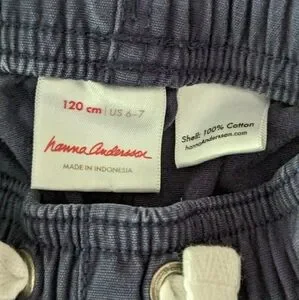 120 cm | US 6-7
hanna andersson
MADE IN INDONESIA
Shell: 100% Cotton
hannaAndersson.com